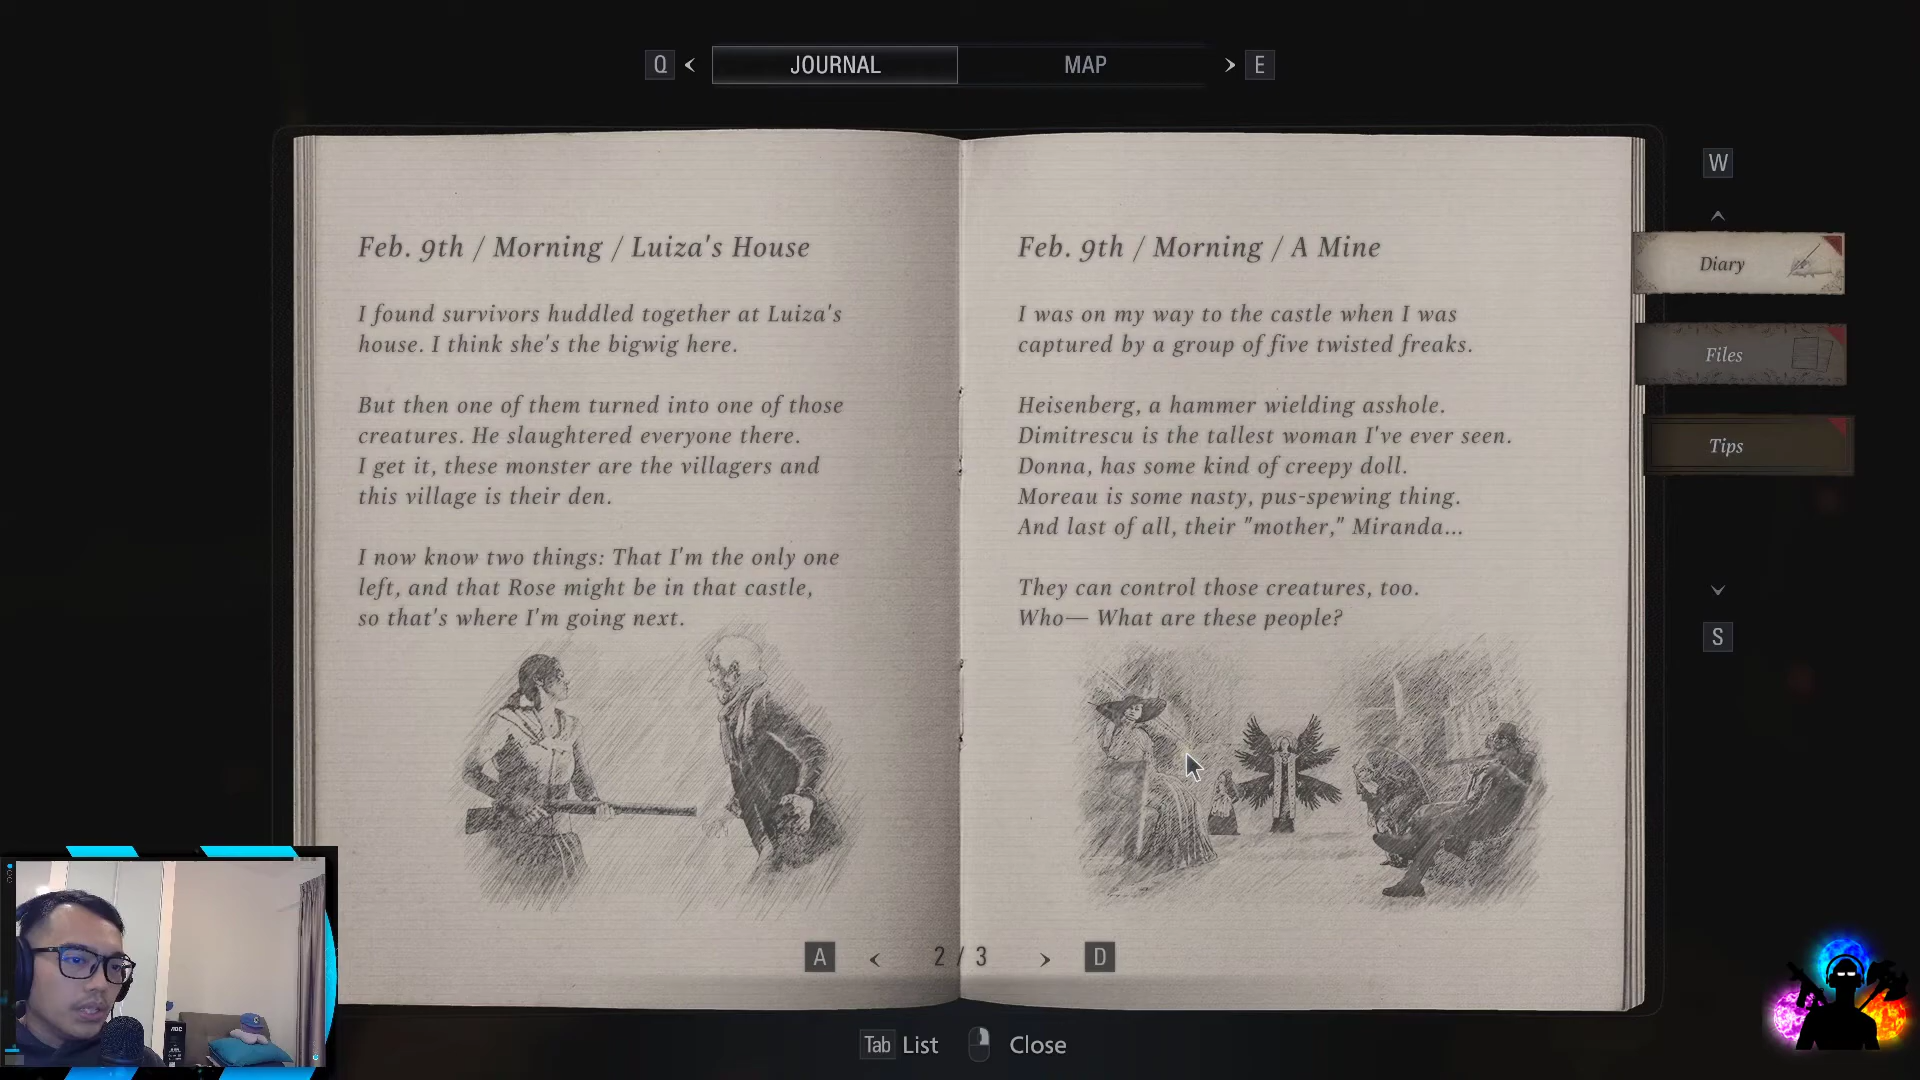 Q
JOURNAL
MAP
E
Feb. 9th / Morning / Luiza's House
I found survivors huddled together at Luiza's
house. I think she's the bigwig here.
But then one of them turned into one of those
creatures. He slaughtered everyone there.
I get it, these monster are the villagers and
this village is their den.
I now know two things: That I'm the only one
left, and that Rose might be in that castle,
so that's where I'm going next.
Feb. 9th / Morning / A Mine
I was on my way to the castle when I was
captured by a group of five twisted freaks.
Heisenberg, a hammer wielding asshole.
Dimitrescu is the tallest woman I've ever seen.
Donna, has some kind of creepy doll.
Moreau is some nasty, pus-spewing thing.
And last of all, their "mother," Miranda...
They can control those creatures, too.
Who— What are these people?
W
Diary
Files
Tips
S
A
2 / 3
D
Tab List
Close
AOC